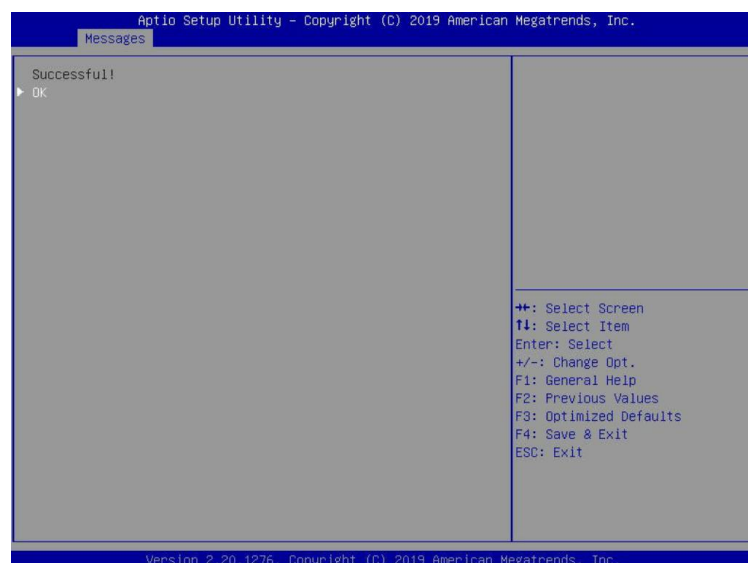 Aptio Setup Utility – Copyright (C) 2019 American Megatrends, Inc.
Messages
Successful!
OK
→←: Select Screen
↑↓: Select Item
Enter: Select
+/-: Change Opt.
F1: General Help
F2: Previous Values
F3: Optimized Defaults
F4: Save & Exit
ESC: Exit
Version 2.20.1276. Copyright (C) 2019 American Megatrends, Inc.